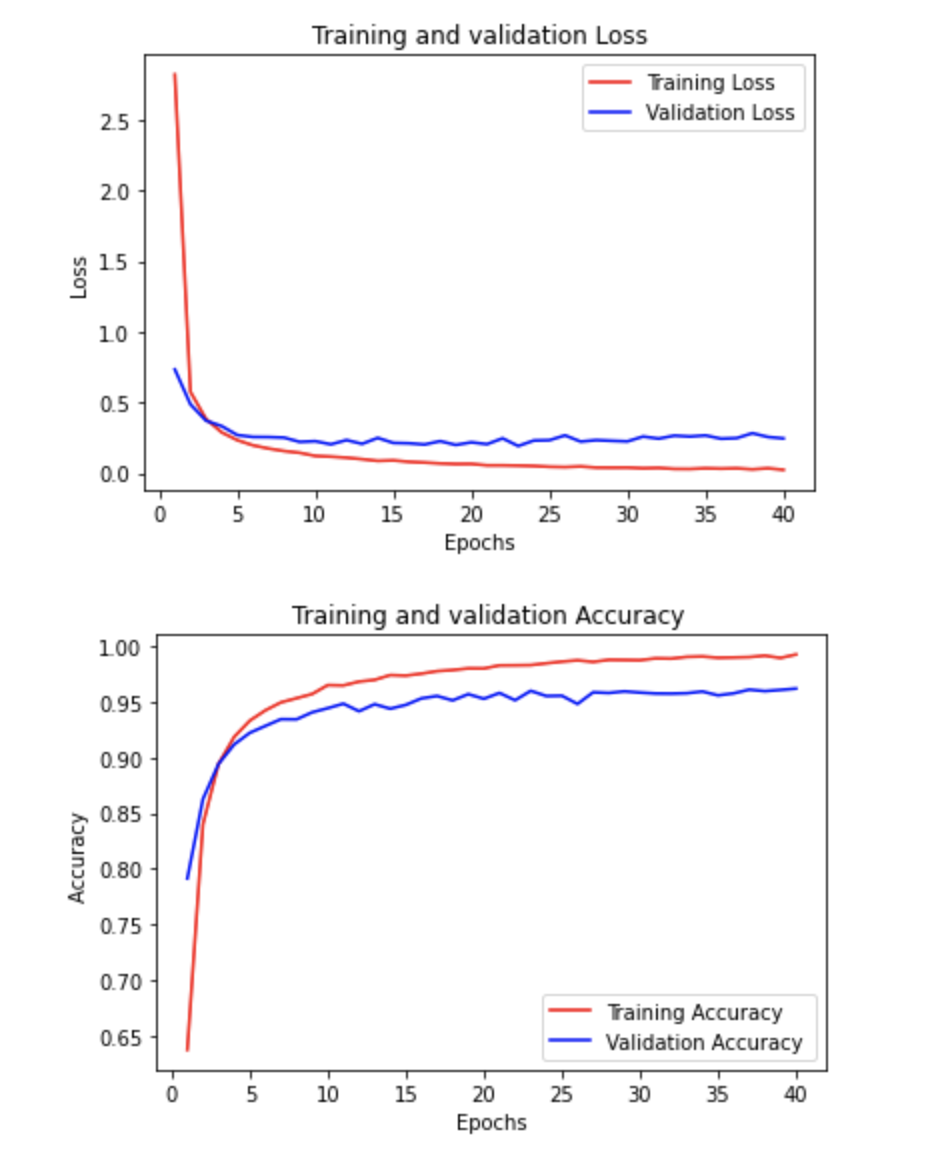 Training and validation Loss
Training Loss
Validation Loss
2.5
2.0
1.5
1.0
0.5
0.0
Loss
0 5 10 15 20 25 30 35 40
Epochs
Training and validation Accuracy
1.00
0.95
0.90
0.85
0.80
0.75
0.70
0.65
Accuracy
Training Accuracy
Validation Accuracy
0 5 10 15 20 25 30 35 40
Epochs